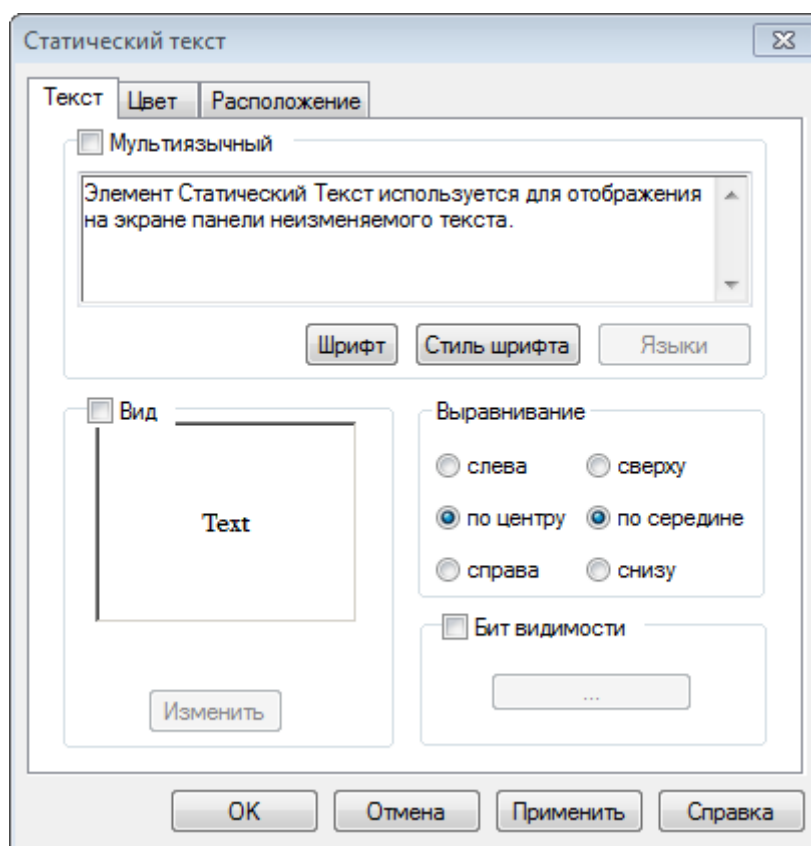 Статический текст
Текст Цвет Расположение
Мультиязычный
Элемент Статический Текст используется для отображения
на экране панели неизменяемого текста.
Шрифт Стиль шрифта Языки
Вид
Text
Изменить
Выравнивание
слева сверху
по центру по середине
справа снизу
Бит видимости
...
OK Отмена Применить Справка